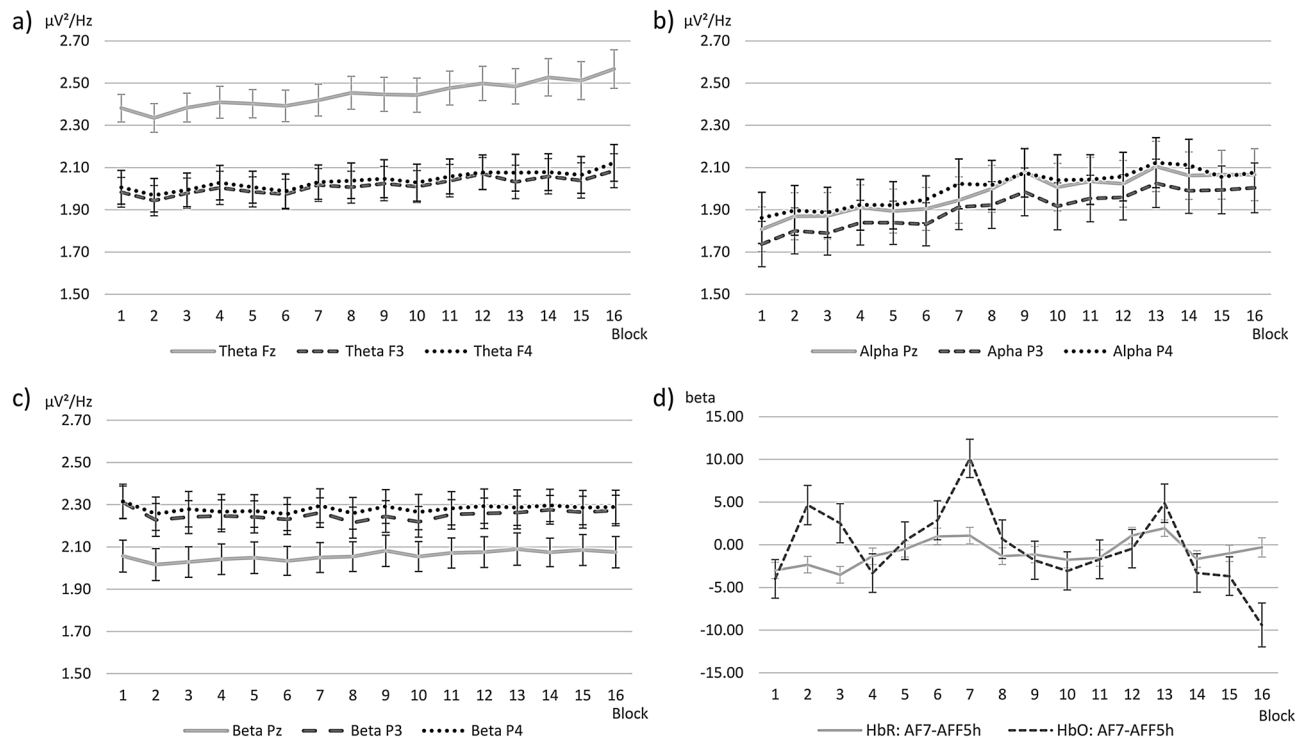 a)
µV²/Hz
2.70
2.50
2.30
2.10
1.90
1.70
1.50
1 2 3 4 5 6 7 8 9 10 11 12 13 14 15 16
Block
Theta Fz Theta F3 Theta F4
b)
µV²/Hz
2.70
2.50
2.30
2.10
1.90
1.70
1.50
1 2 3 4 5 6 7 8 9 10 11 12 13 14 15 16
Block
Alpha Pz Apha P3 Alpha P4
c)
µV²/Hz
2.70
2.50
2.30
2.10
1.90
1.70
1.50
1 2 3 4 5 6 7 8 9 10 11 12 13 14 15 16
Block
Beta Pz Beta P3 Beta P4
d)
beta
15.00
10.00
5.00
0.00
-5.00
-10.00
-15.00
1 2 3 4 5 6 7 8 9 10 11 12 13 14 15 16
Block
HbR: AF7-AFF5h HbO: AF7-AFF5h